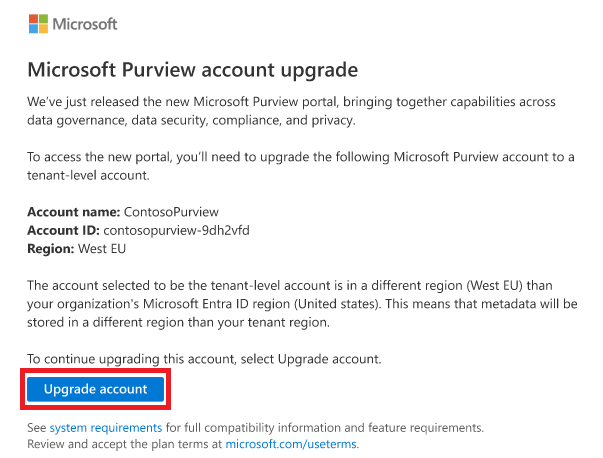 Microsoft
Microsoft Purview account upgrade
We’ve just released the new Microsoft Purview portal, bringing together capabilities across
data governance, data security, compliance, and privacy.
To access the new portal, you’ll need to upgrade the following Microsoft Purview account to a
tenant-level account.
Account name: ContosoPurview
Account ID: contosopurview-9dh2vfd
Region: West EU
The account selected to be the tenant-level account is in a different region (West EU) than
your organization's Microsoft Entra ID region (United states). This means that metadata will be
stored in a different region than your tenant region.
To continue upgrading this account, select Upgrade account.
Upgrade account
See system requirements for full compatibility information and feature requirements.
Review and accept the plan terms at microsoft.com/useterms.